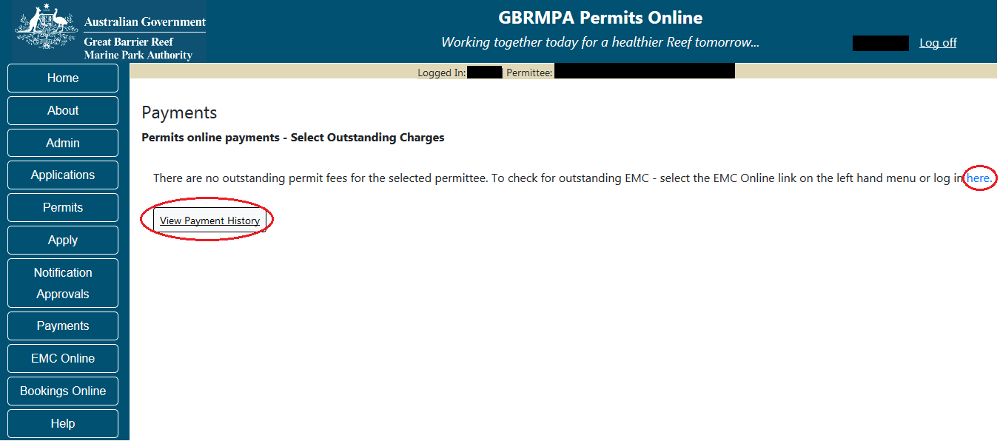 Australian Government
Great Barrier Reef
Marine Park Authority
GBRMPA Permits Online
Working together today for a healthier Reef tomorrow...
Log off
Logged In: Permittee:
Home
About
Admin
Applications
Permits
Apply
Notification
Approvals
Payments
EMC Online
Bookings Online
Help
Payments
Permits online payments - Select Outstanding Charges
There are no outstanding permit fees for the selected permittee. To check for outstanding EMC - select the EMC Online link on the left hand menu or log in here.
View Payment History